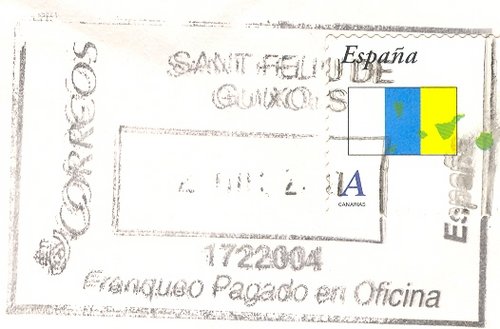 CORREOS
SANT FELIU DE
GUIXOLS
España
A
CANARIAS
España
1722004
Franqueo Pagado en Oficina